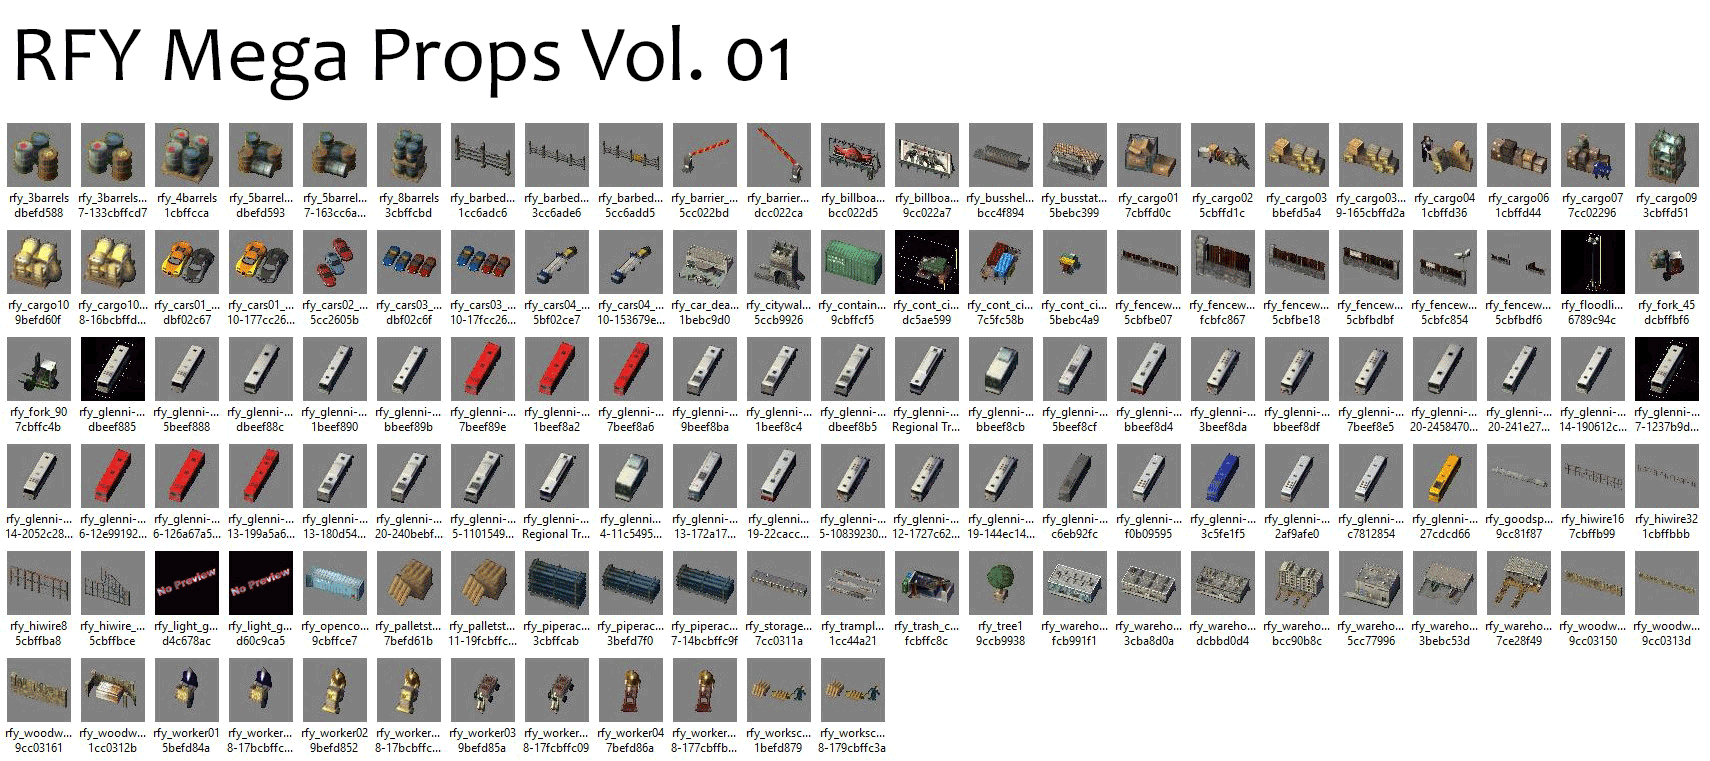 RFY Mega Props Vol. 01
rfy_3barrels rfy_3barrels... rfy_4barrels rfy_5barrel... rfy_5barrel... rfy_8barrels rfy_barbed... rfy_barbed... rfy_barbed... rfy_barrier_... rfy_barrier_... rfy_billboa... rfy_billboa... rfy_busshel... rfy_busstat... rfy_cargo01 rfy_cargo02 rfy_cargo03 rfy_cargo03... rfy_cargo04 rfy_cargo06 rfy_cargo07 rfy_cargo09
dbefd588 7-133cbffcd7 1cbffcca dbefd593 7-163cc6a... 3cbffcbd 1cc6adc6 3cc6ade6 5cc6add5 5cc022bd dcc022ca bcc022d5 9cc022a7 bcc4f894 5bebc399 7cbffd0c 5cbffd1c bbefd5a4 9-165cbffd2a 1cbffd36 1cbffd44 7cc02296 3cbffd51
rfy_cargo10 rfy_cargo10... rfy_cars01_... rfy_cars01_... rfy_cars02_... rfy_cars03_... rfy_cars03_... rfy_cars04_... rfy_cars04_... rfy_car_dea... rfy_citywal... rfy_contain... rfy_cont_ci... rfy_cont_ci... rfy_cont_ci... rfy_fencew... rfy_fencew... rfy_fencew... rfy_fencew... rfy_fencew... rfy_fencew... rfy_floodli... rfy_fork_45
9befd60f 8-16bcbffd... dbf02c67 10-177cc26... 5cc2605b dbf02c6f 10-17fcc26... 5bf02ce7 10-153679e... 1bebc9d0 5ccb9926 9cbffcf5 dc5ae599 7c5fc58b 5bebc4a9 5cbfbe07 fcbfc867 5cbfbe18 5cbfbdbf 5cbfc854 5cbfbdf6 6789c94c dcbffbf6
rfy_fork_90 rfy_glenni-... rfy_glenni-... rfy_glenni-... rfy_glenni-... rfy_glenni-... rfy_glenni-... rfy_glenni-... rfy_glenni-... rfy_glenni-... rfy_glenni-... rfy_glenni-... rfy_glenni-... rfy_glenni-... rfy_glenni-... rfy_glenni-... rfy_glenni-... rfy_glenni-... rfy_glenni-... rfy_glenni-... rfy_glenni-... rfy_glenni-... rfy_glenni-...
7cbffc4b dbeef885 5beef888 dbeef88c 1beef890 bbeef89b 7beef89e 1beef8a2 7beef8a6 9beef8ba 1beef8c4 dbeef8b5 Regional Tr... bbeef8cb 5beef8cf bbeef8d4 3beef8da bbeef8df 7beef8e5 20-2458470... 20-241e27... 14-190612c... 7-1237b9d...
rfy_glenni-... rfy_glenni-... rfy_glenni-... rfy_glenni-... rfy_glenni-... rfy_glenni-... rfy_glenni-... rfy_glenni-... rfy_glenni... rfy_glenni-... rfy_glenni-... rfy_glenni-... rfy_glenni-... rfy_glenni-... rfy_glenni-... rfy_glenni-... rfy_glenni-... rfy_glenni-... rfy_glenni-... rfy_glenni-... rfy_goodsp... rfy_hiwire16 rfy_hiwire32
14-2052c28... 6-12e99192... 6-126a67a5... 13-199a5a6... 13-180d54... 20-240bebf... 5-1101549... Regional Tr... 4-11c5495... 13-172a17... 19-22cacc... 5-10839230... 12-1727c62... 19-144ec14... c6eb92fc f0b09595 3c5fe1f5 2af9afe0 c7812854 27cdcd66 9cc81f87 7cbffb99 1cbffbbb
No Preview No Preview
rfy_hiwire8 rfy_hiwire_... rfy_light_g... rfy_light_g... rfy_openco... rfy_palletst... rfy_palletst... rfy_piperac... rfy_piperac... rfy_piperac... rfy_storage... rfy_trampl... rfy_trash_c... rfy_tree1 rfy_wareho... rfy_wareho... rfy_wareho... rfy_wareho... rfy_wareho... rfy_wareho... rfy_wareho... rfy_woodw... rfy_woodw...
5cbffba8 5cbffbce d4c678ac d60c9ca5 9cbffce7 7befd61b 11-19fcbffc... 3cbffcab 3befd7f0 7-14bcbffc9f 7cc0311a 1cc44a21 fcbffc8c 9ccb9938 fcb991f1 3cba8d0a dcbbd0d4 bcc90b8c 5cc77996 3bebc53d 7ce28f49 9cc03150 9cc0313d
rfy_woodw... rfy_woodw... rfy_worker01 rfy_worker... rfy_worker02 rfy_worker... rfy_worker03 rfy_worker... rfy_worker04 rfy_worker... rfy_worksc... rfy_worksc...
9cc03161 1cc0312b 5befd84a 8-17bcbffc... 9befd852 8-17bcbffc... 9befd85a 8-17fcbffc09 7befd86a 8-177cbffb... 1befd879 8-179cbffc3a